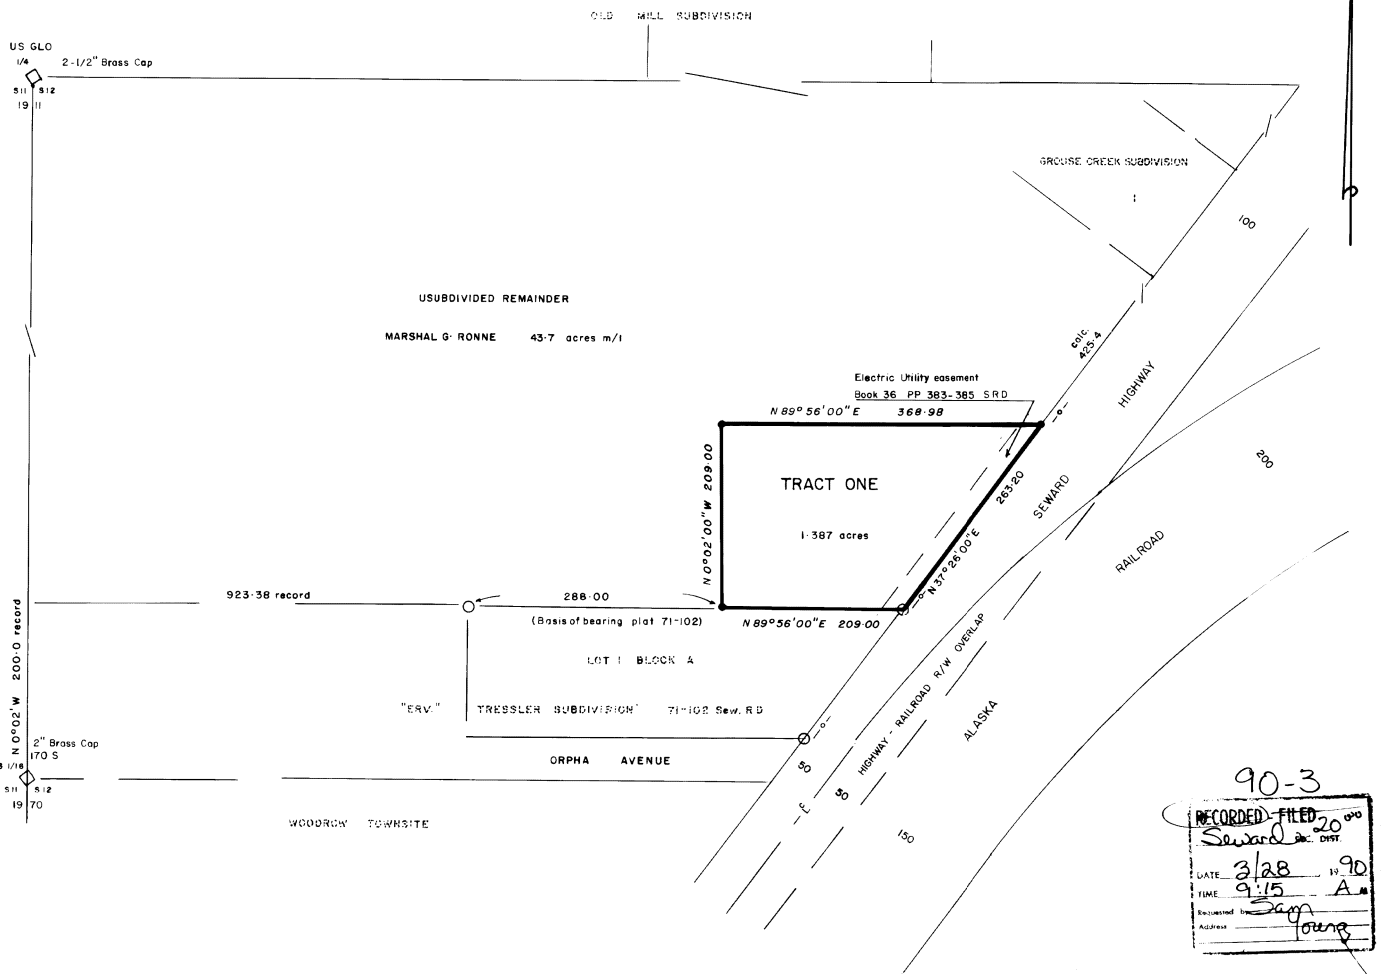 OLD MILL SUBDIVISION
US GLO
1/4
2-1/2" Brass Cap
S11 S12
19 11
GROUSE CREEK SUBDIVISION
1
100
USUBDIVIDED REMAINDER
MARSHAL G. RONNE 43.7 acres m/l
calc.
425.4
HIGHWAY
Electric Utility easement
Book 36 PP 383-385 SRD
N 89° 56' 00" E 368.98
N 0° 02' 00" W 209.00
TRACT ONE
1.387 acres
263.20
N 37° 26' 00" E
SEWARD
200
RAILROAD
923.38 record
288.00
(Basis of bearing plat 71-102)
N 89° 56' 00" E 209.00
LOT 1 BLOCK A
"ERV." TRESSLER SUBDIVISION 71-102 Sew. R D
N 0° 02' W 200.0 record
HIGHWAY - RAILROAD R/W OVERLAP
ALASKA
2" Brass Cap
170 S
S 1/16
S11 S12
19 70
ORPHA AVENUE
50
50
150
WOODROW TOWNSITE
90-3
RECORDED - FILED 20.00
Seward REC. DIST.
DATE 3/28 19 90
TIME 9:15 A M
Requested by Sam
Address Young